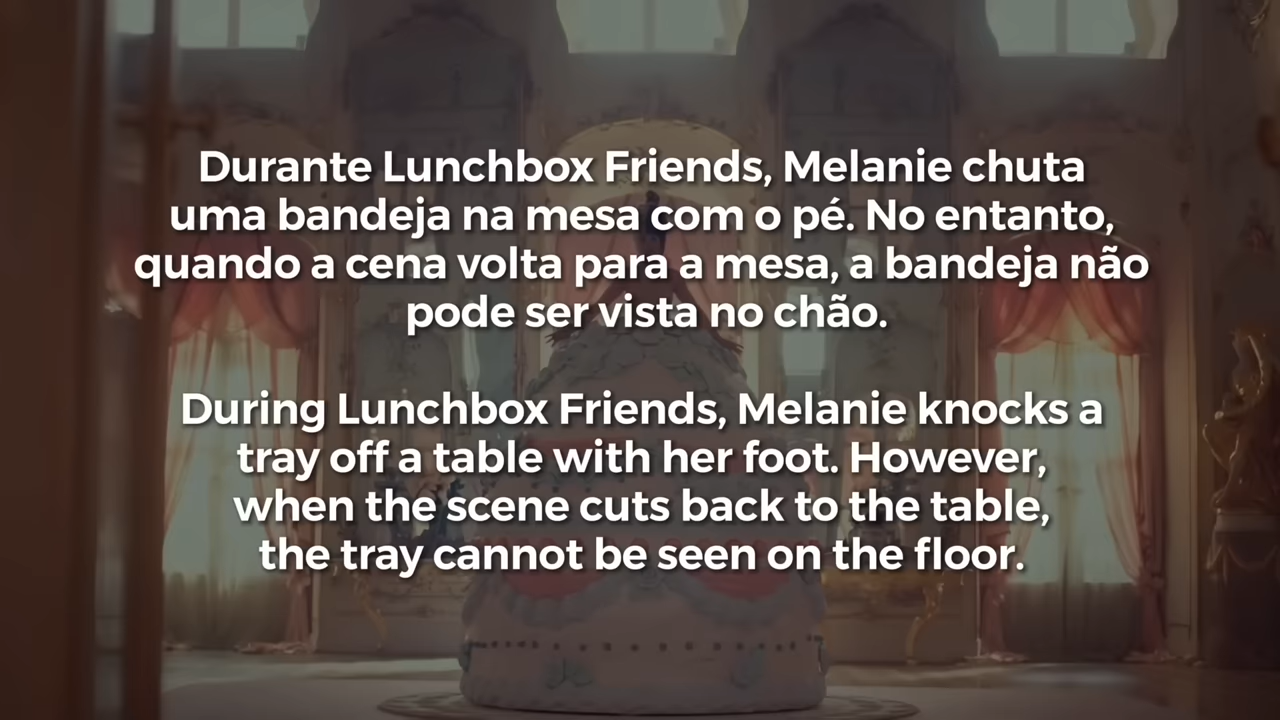 Durante Lunchbox Friends, Melanie chuta
uma bandeja na mesa com o pé. No entanto,
quando a cena volta para a mesa, a bandeja não
pode ser vista no chão.
During Lunchbox Friends, Melanie knocks a
tray off a table with her foot. However,
when the scene cuts back to the table,
the tray cannot be seen on the floor.